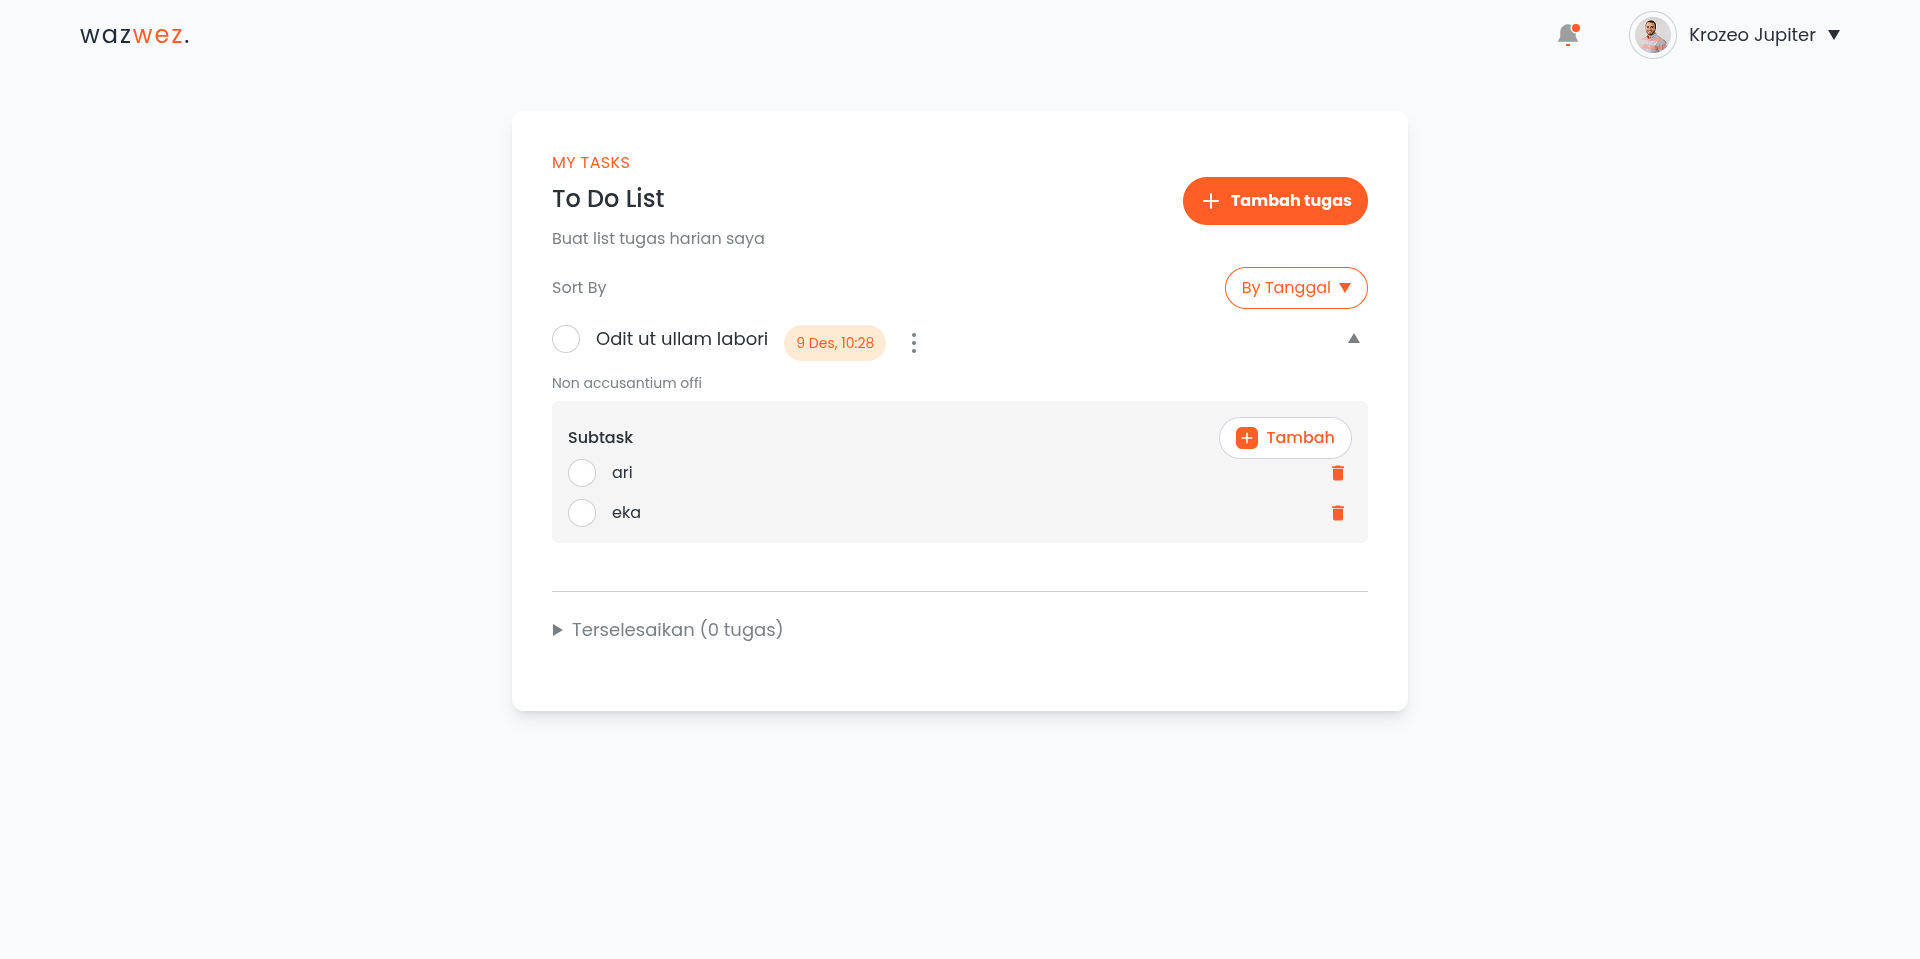 wazwez.
Krozeo Jupiter
MY TASKS
To Do List
Tambah tugas
Buat list tugas harian saya
Sort By
By Tanggal
Odit ut ullam labori
9 Des, 10:28
Non accusantium offi
Subtask
Tambah
ari
eka
Terselesaikan (0 tugas)